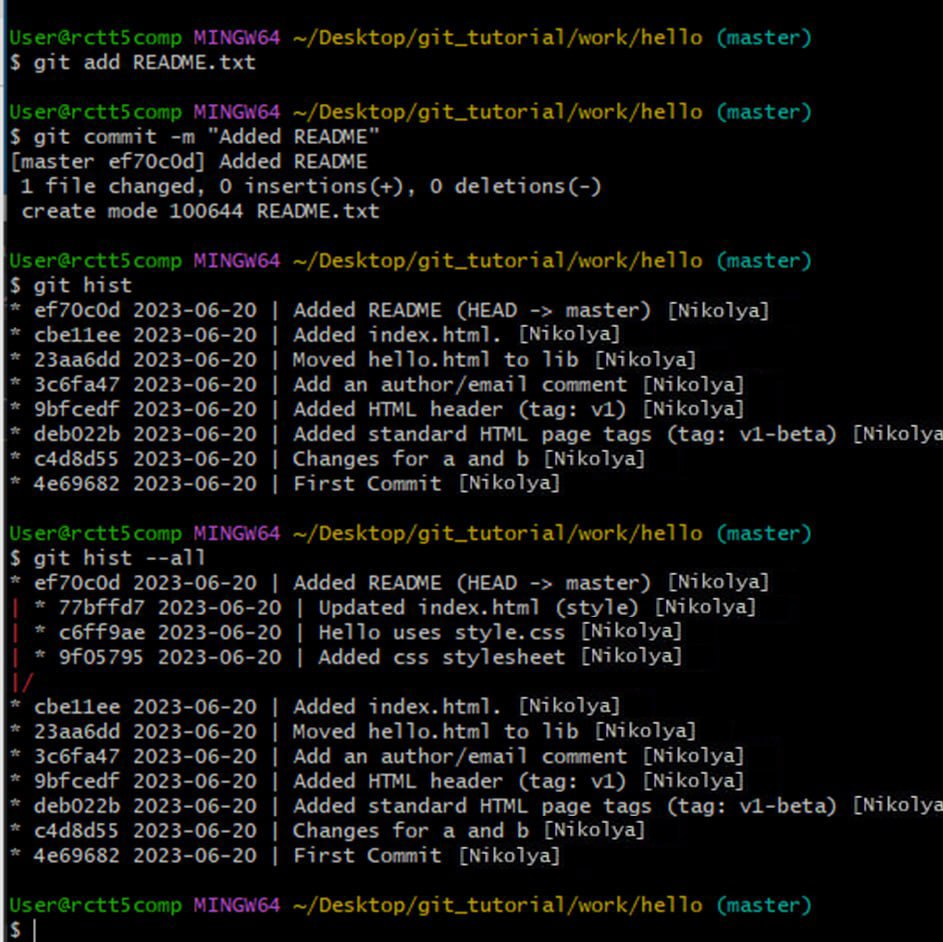 User@rctt5comp MINGW64 ~/Desktop/git_tutorial/work/hello (master)
$ git add README.txt
User@rctt5comp MINGW64 ~/Desktop/git_tutorial/work/hello (master)
$ git commit -m "Added README"
[master ef70c0d] Added README
 1 file changed, 0 insertions(+), 0 deletions(-)
 create mode 100644 README.txt
User@rctt5comp MINGW64 ~/Desktop/git_tutorial/work/hello (master)
$ git hist
* ef70c0d 2023-06-20 | Added README (HEAD -> master) [Nikolya]
* cbe11ee 2023-06-20 | Added index.html. [Nikolya]
* 23aa6dd 2023-06-20 | Moved hello.html to lib [Nikolya]
* 3c6fa47 2023-06-20 | Add an author/email comment [Nikolya]
* 9bfcedf 2023-06-20 | Added HTML header (tag: v1) [Nikolya]
* deb022b 2023-06-20 | Added standard HTML page tags (tag: v1-beta) [Nikolya
* c4d8d55 2023-06-20 | Changes for a and b [Nikolya]
* 4e69682 2023-06-20 | First Commit [Nikolya]
User@rctt5comp MINGW64 ~/Desktop/git_tutorial/work/hello (master)
$ git hist --all
* ef70c0d 2023-06-20 | Added README (HEAD -> master) [Nikolya]
| * 77bffd7 2023-06-20 | Updated index.html (style) [Nikolya]
| * c6ff9ae 2023-06-20 | Hello uses style.css [Nikolya]
| * 9f05795 2023-06-20 | Added css stylesheet [Nikolya]
|/
* cbe11ee 2023-06-20 | Added index.html. [Nikolya]
* 23aa6dd 2023-06-20 | Moved hello.html to lib [Nikolya]
* 3c6fa47 2023-06-20 | Add an author/email comment [Nikolya]
* 9bfcedf 2023-06-20 | Added HTML header (tag: v1) [Nikolya]
* deb022b 2023-06-20 | Added standard HTML page tags (tag: v1-beta) [Nikolya
* c4d8d55 2023-06-20 | Changes for a and b [Nikolya]
* 4e69682 2023-06-20 | First Commit [Nikolya]
User@rctt5comp MINGW64 ~/Desktop/git_tutorial/work/hello (master)
$